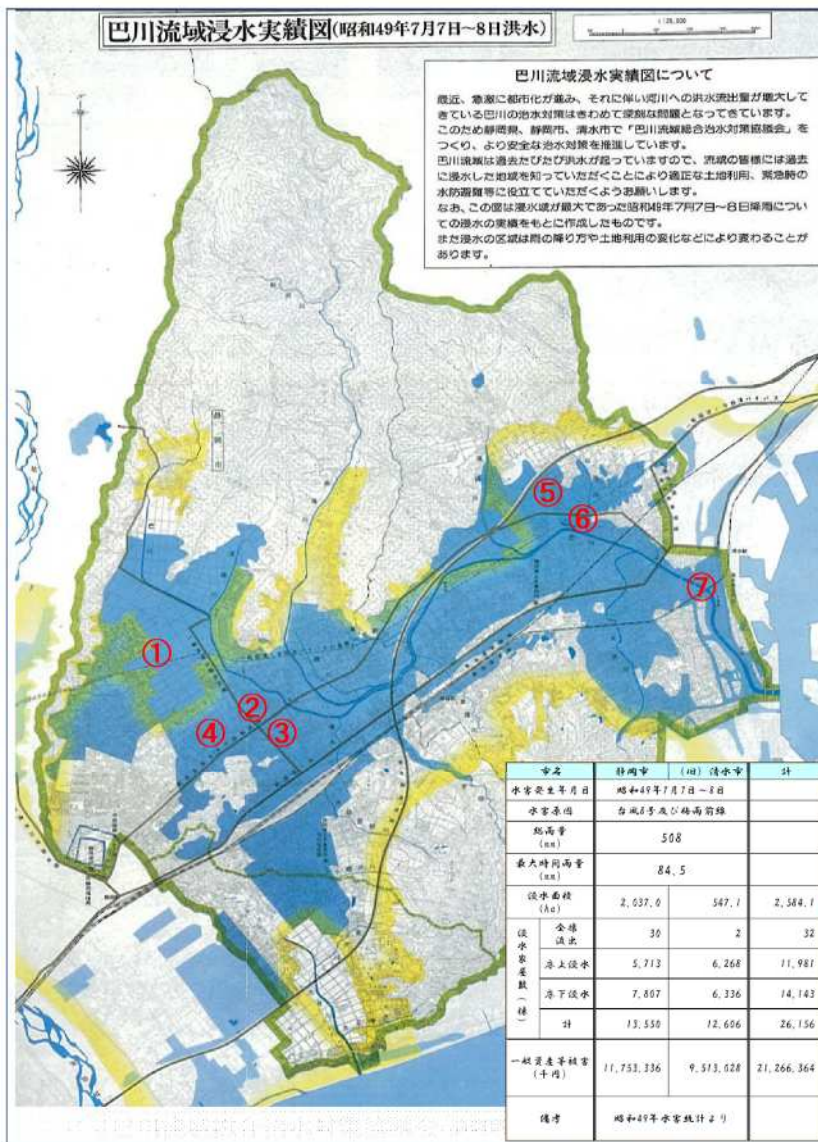 巴川流域浸水実績図(昭和49年7月7日~8日洪水)
1:25,000
巴川流域浸水実績図について
最近、急激に都市化が進み、それに伴い河川への洪水流出量が増大して
きている巴川の治水対策はきわめて深刻な問題となってきています。
このため静岡県、静岡市、清水市で「巴川流域総合治水対策協議会」を
つくり、より安全な治水対策を推進しています。
巴川流域は過去たびたび洪水が起っていますので、流域の皆様には過去
に浸水した地域を知っていただくことにより適正な土地利用、緊急時の
水防避難等に役立てていただくようお願いします。
なお、この図は浸水域が最大であった昭和49年7月7日~8日降雨につい
ての浸水の実績をもとに作成したものです。
また浸水の区域は雨の降り方や土地利用の変化などにより変わることが
あります。
静岡市
⑤
⑥
⑦
①
②
④
③
市名 静岡市 (旧)清水市 計
水害発生年月日 昭和49年7月7日~8日
水害原因 台風8号及び梅雨前線
総雨量(mm) 508
最大時間雨量(mm) 84.5
浸水面積(ha) 2,037.0 547.1 2,584.1
浸水家屋数(棟)
全壊流出 30 2 32
床上浸水 5,713 6,268 11,981
床下浸水 7,807 6,336 14,143
計 13,550 12,606 26,156
一般資産等被害(千円) 11,753,336 9,513,028 21,266,364
備考 昭和49年水害統計より